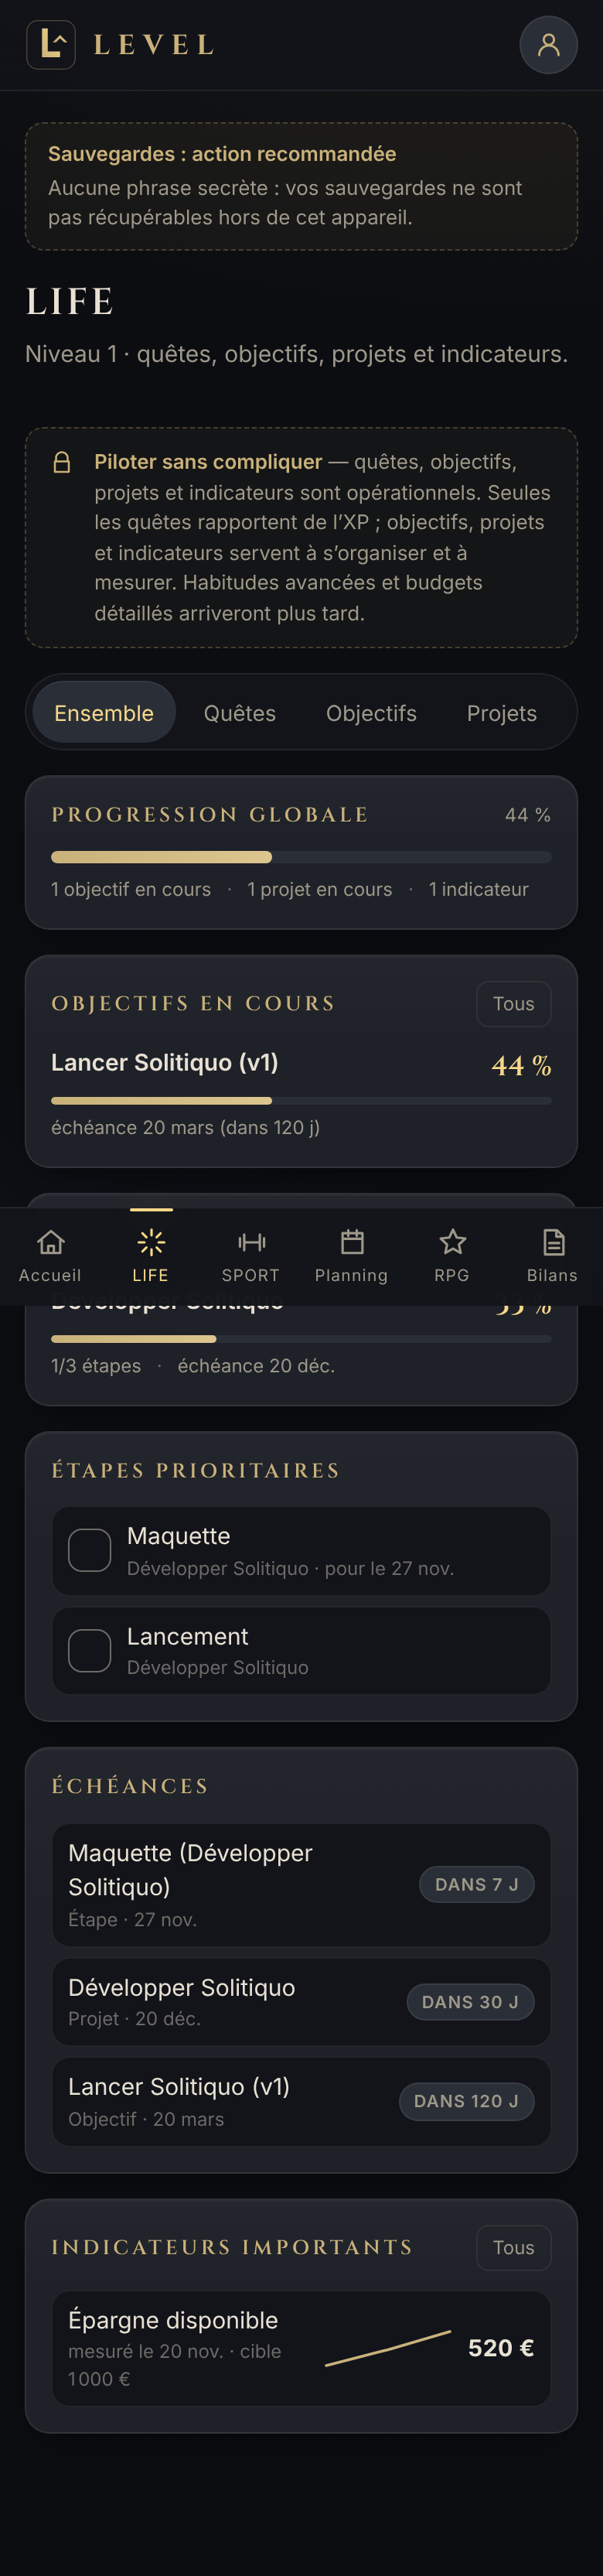 LEVEL
Sauvegardes : action recommandée
Aucune phrase secrète : vos sauvegardes ne sont
pas récupérables hors de cet appareil.
LIFE
Niveau 1 · quêtes, objectifs, projets et indicateurs.
Piloter sans compliquer — quêtes, objectifs,
projets et indicateurs sont opérationnels. Seules
les quêtes rapportent de l’XP ; objectifs, projets
et indicateurs servent à s’organiser et à
mesurer. Habitudes avancées et budgets
détaillés arriveront plus tard.
Ensemble Quêtes Objectifs Projets
PROGRESSION GLOBALE 44 %
1 objectif en cours · 1 projet en cours · 1 indicateur
OBJECTIFS EN COURS Tous
Lancer Solitiquo (v1) 44 %
échéance 20 mars (dans 120 j)
Accueil LIFE SPORT Planning RPG Bilans
Développer Solitiquo 33 %
1/3 étapes · échéance 20 déc.
ÉTAPES PRIORITAIRES
Maquette
Développer Solitiquo · pour le 27 nov.
Lancement
Développer Solitiquo
ÉCHÉANCES
Maquette (Développer
Solitiquo)
Étape · 27 nov.
DANS 7 J
Développer Solitiquo
Projet · 20 déc.
DANS 30 J
Lancer Solitiquo (v1)
Objectif · 20 mars
DANS 120 J
INDICATEURS IMPORTANTS Tous
Épargne disponible
mesuré le 20 nov. · cible
1000 €
520 €